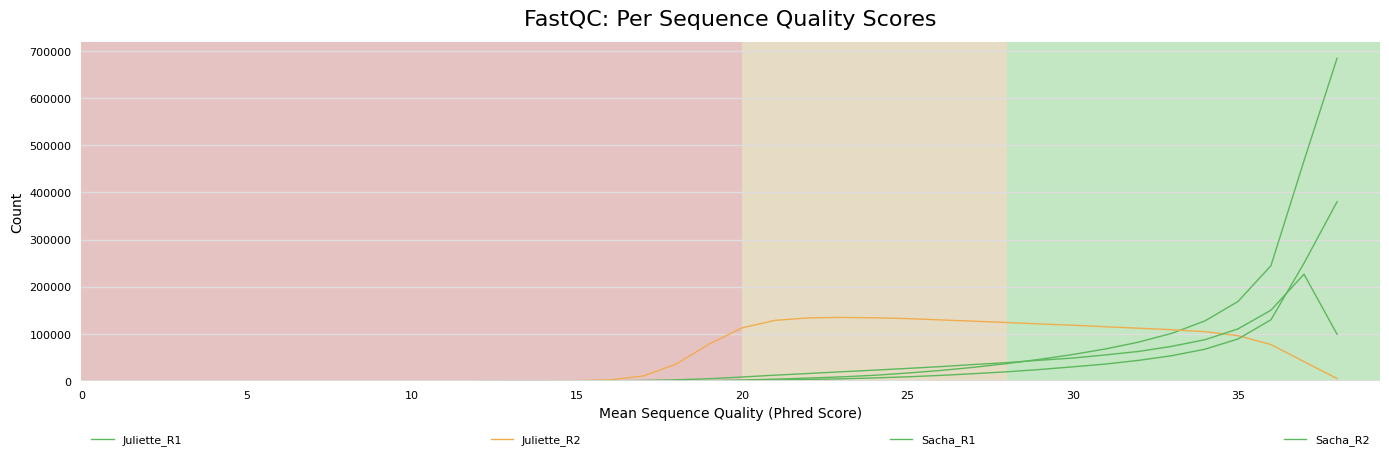 FastQC: Per Sequence Quality Scores
700000
600000
500000
400000
300000
200000
100000
0
Count
0 5 10 15 20 25 30 35
Mean Sequence Quality (Phred Score)
Juliette_R1 Juliette_R2 Sacha_R1 Sacha_R2